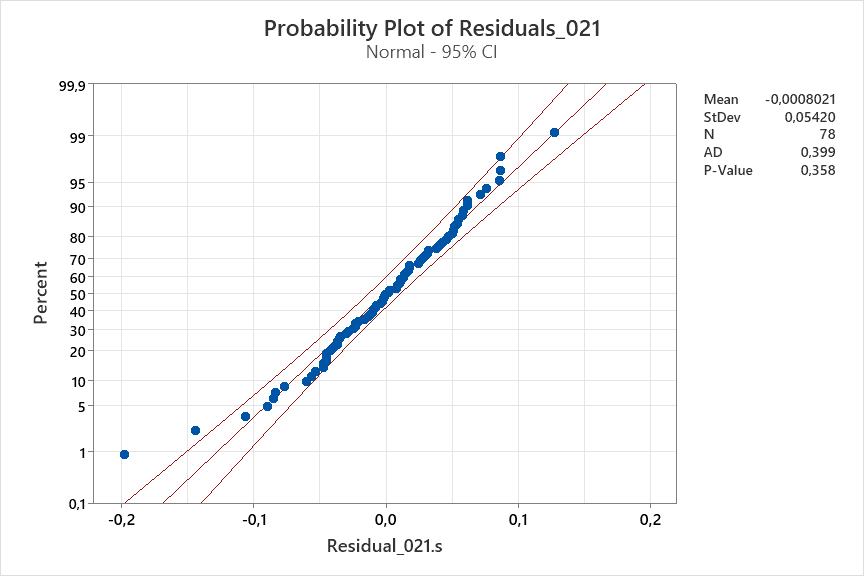 Probability Plot of Residuals_021
Normal - 95% CI
Mean -0,0008021
StDev 0,05420
N 78
AD 0,399
P-Value 0,358
Percent
99,9
99
95
90
80
70
60
50
40
30
20
10
5
1
0,1
-0,2 -0,1 0,0 0,1 0,2
Residual_021.s